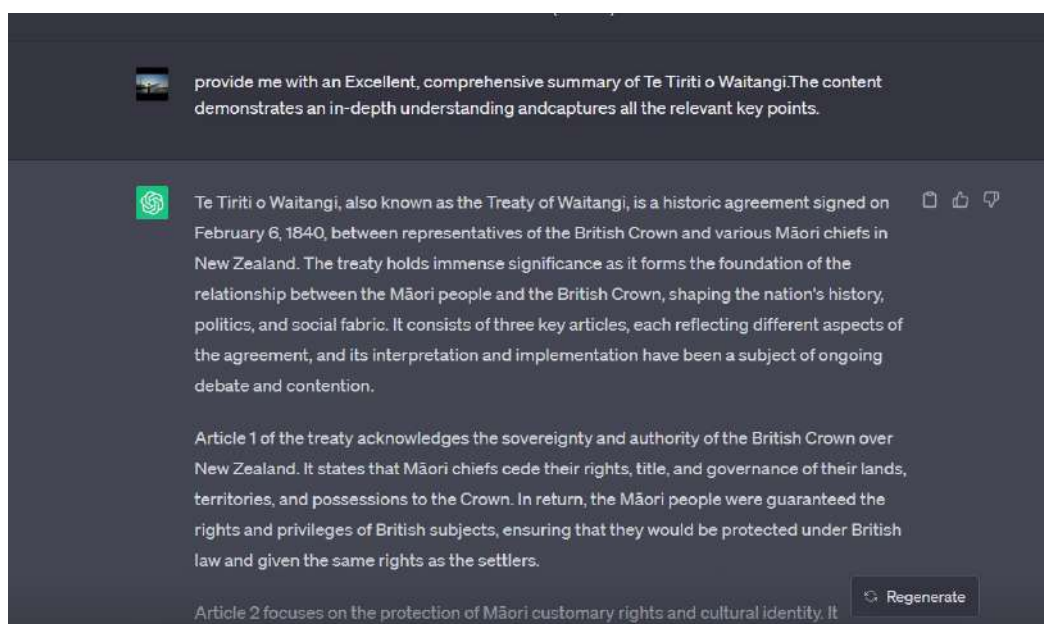 provide me with an Excellent, comprehensive summary of Te Tiriti o Waitangi.The content
demonstrates an in-depth understanding andcaptures all the relevant key points.
Te Tiriti o Waitangi, also known as the Treaty of Waitangi, is a historic agreement signed on
February 6, 1840, between representatives of the British Crown and various Māori chiefs in
New Zealand. The treaty holds immense significance as it forms the foundation of the
relationship between the Māori people and the British Crown, shaping the nation's history,
politics, and social fabric. It consists of three key articles, each reflecting different aspects of
the agreement, and its interpretation and implementation have been a subject of ongoing
debate and contention.
Article 1 of the treaty acknowledges the sovereignty and authority of the British Crown over
New Zealand. It states that Māori chiefs cede their rights, title, and governance of their lands,
territories, and possessions to the Crown. In return, the Māori people were guaranteed the
rights and privileges of British subjects, ensuring that they would be protected under British
law and given the same rights as the settlers.
Article 2 focuses on the protection of Māori customary rights and cultural identity. It
Regenerate